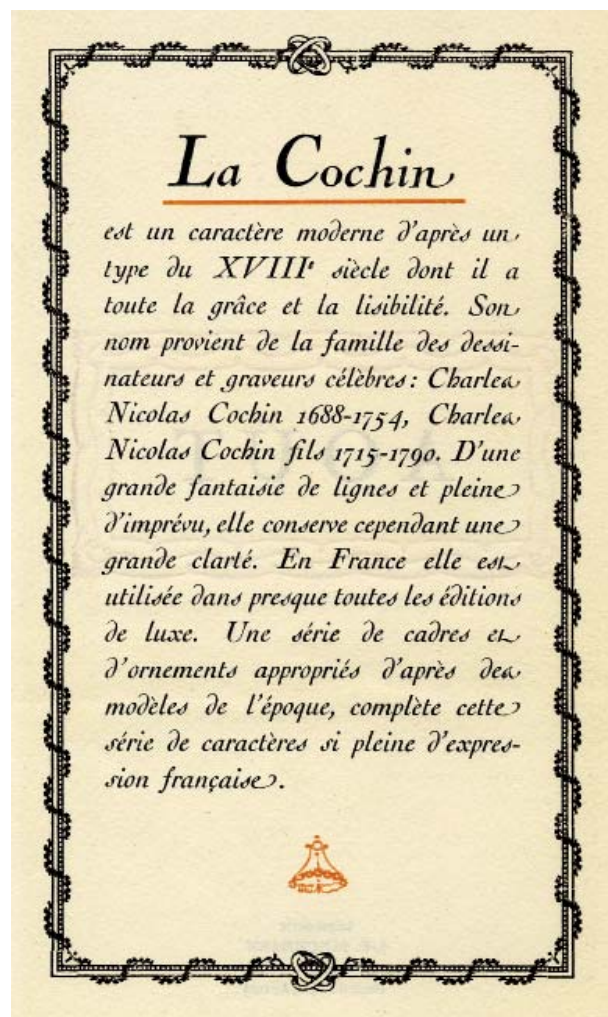 La Cochin
est un caractère moderne d'après un
type du XVIIIᵉ siècle dont il a
toute la grâce et la lisibilité. Son
nom provient de la famille des dessi-
nateurs et graveurs célèbres : Charles
Nicolas Cochin 1688-1754, Charles
Nicolas Cochin fils 1715-1790. D'une
grande fantaisie de lignes et pleine
d'imprévu, elle conserve cependant une
grande clarté. En France elle est
utilisée dans presque toutes les éditions
de luxe. Une série de cadres et
d'ornements appropriés d'après des
modèles de l'époque, complète cette
série de caractères si pleine d'expres-
sion française.